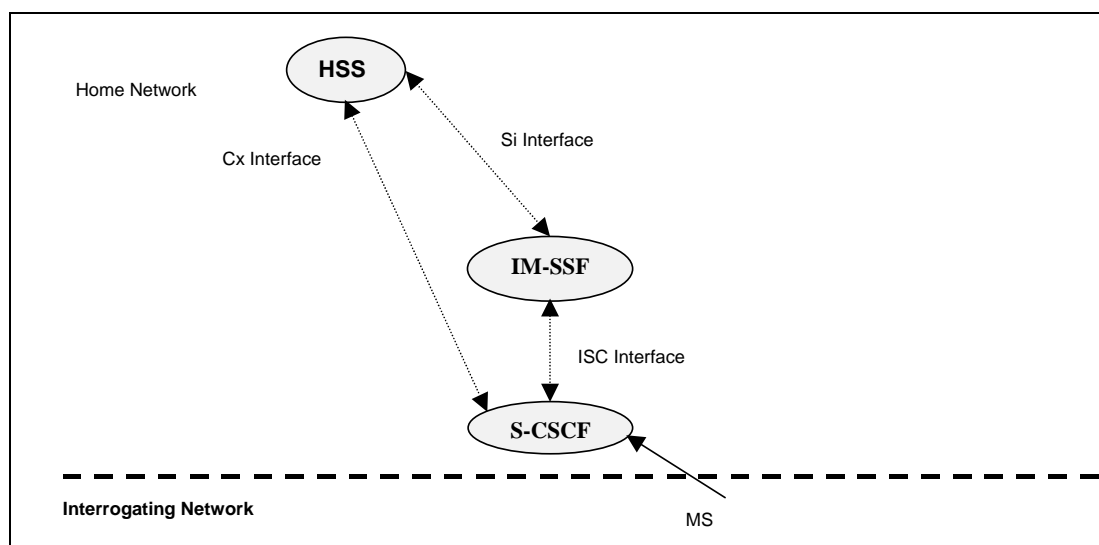 HSS
Home Network
Si Interface
Cx Interface
IM-SSF
ISC Interface
S-CSCF
Interrogating Network
MS